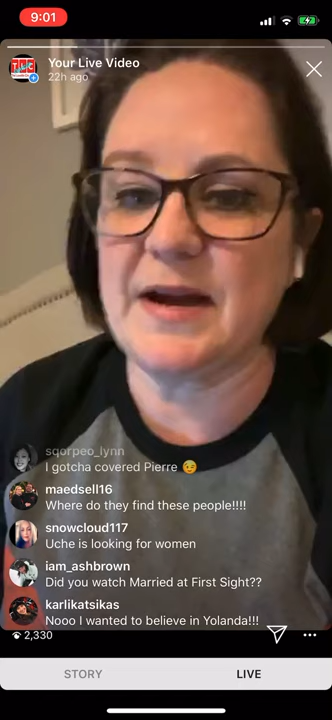 9:01
Your Live Video
22h ago
TLC
sqorpeo_lynn
I gotcha covered Pierre 😉
maedsell16
Where do they find these people!!!!
snowcloud117
Uche is looking for women
iam_ashbrown
Did you watch Married at First Sight??
karlikatsikas
Nooo I wanted to believe in Yolanda!!!
2,330
STORY
LIVE